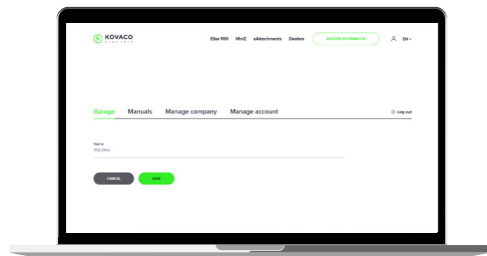 KOVACO
ELECTRIC
Elise 900 MiniZ eAttachments Dealers ASK FOR INFORMATION EN
Garage Manuals Manage company Manage account Log out
Name
CANCEL SAVE